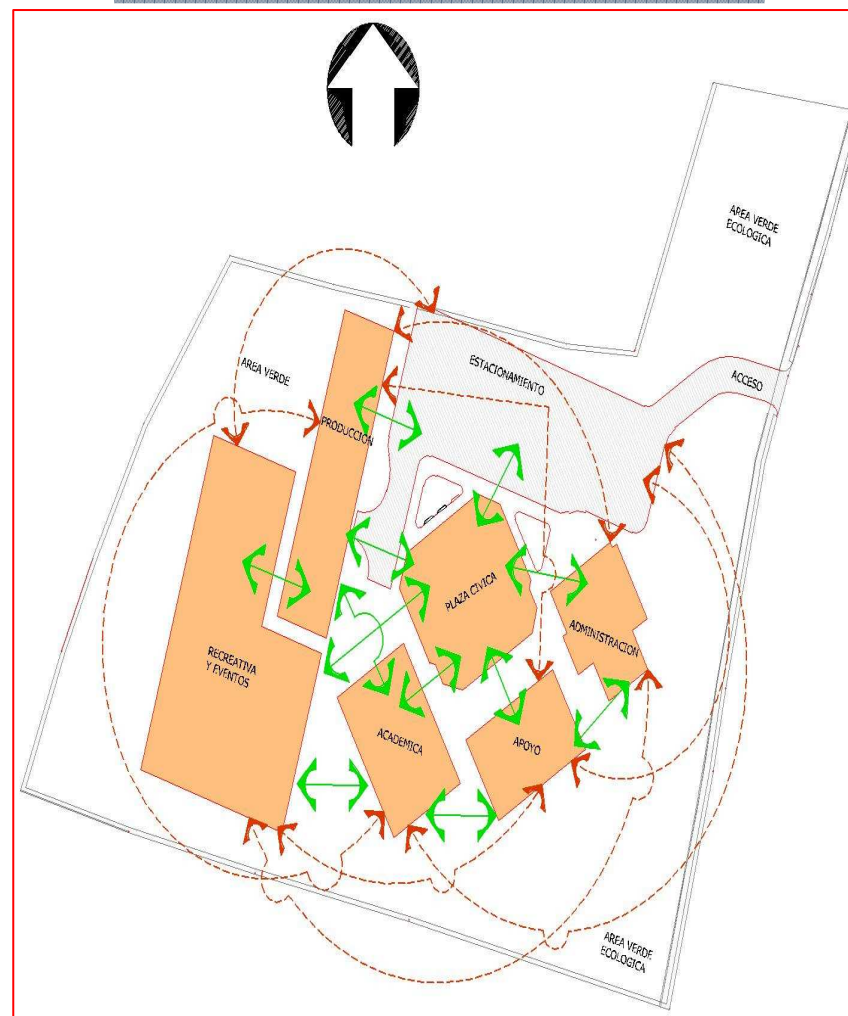 AREA VERDE
ECOLOGICA
ESTACIONAMIENTO
ACCESO
AREA VERDE
PRODUCCION
PLAZA CIVICA
ADMINISTRACION
RECREATIVA
Y EVENTOS
ACADEMICA
APOYO
AREA VERDE
ECOLOGICA